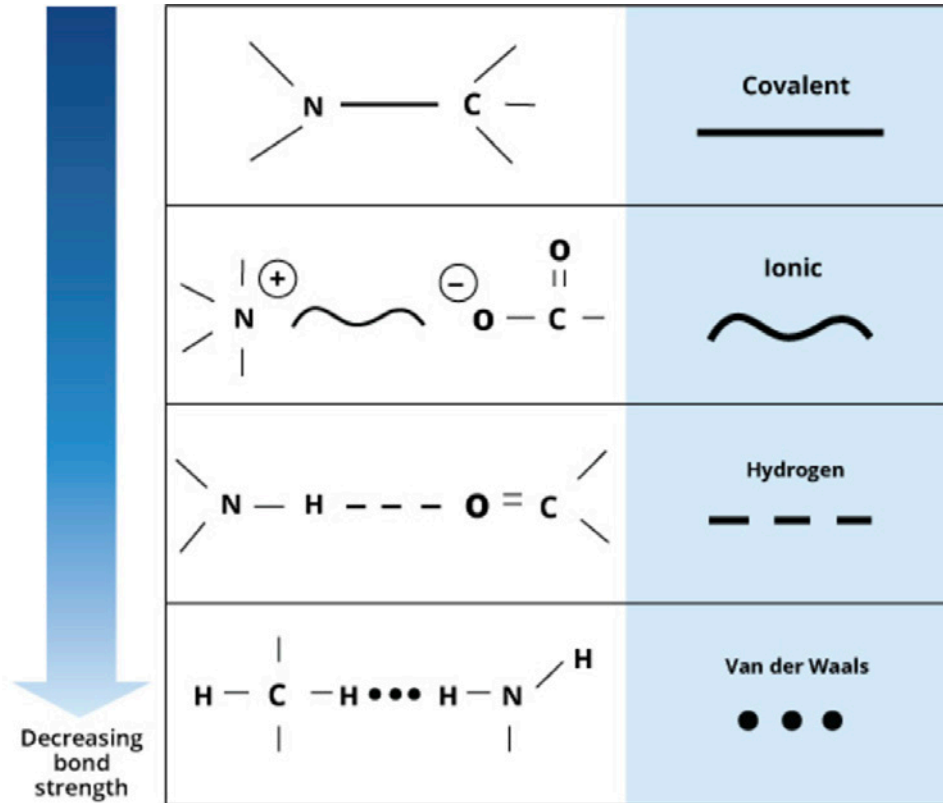 N C
Covalent
O
+ −
Ionic
N O C
Hydrogen
N H O C
Van der Waals
H
H C H H N
Decreasing
bond
strength